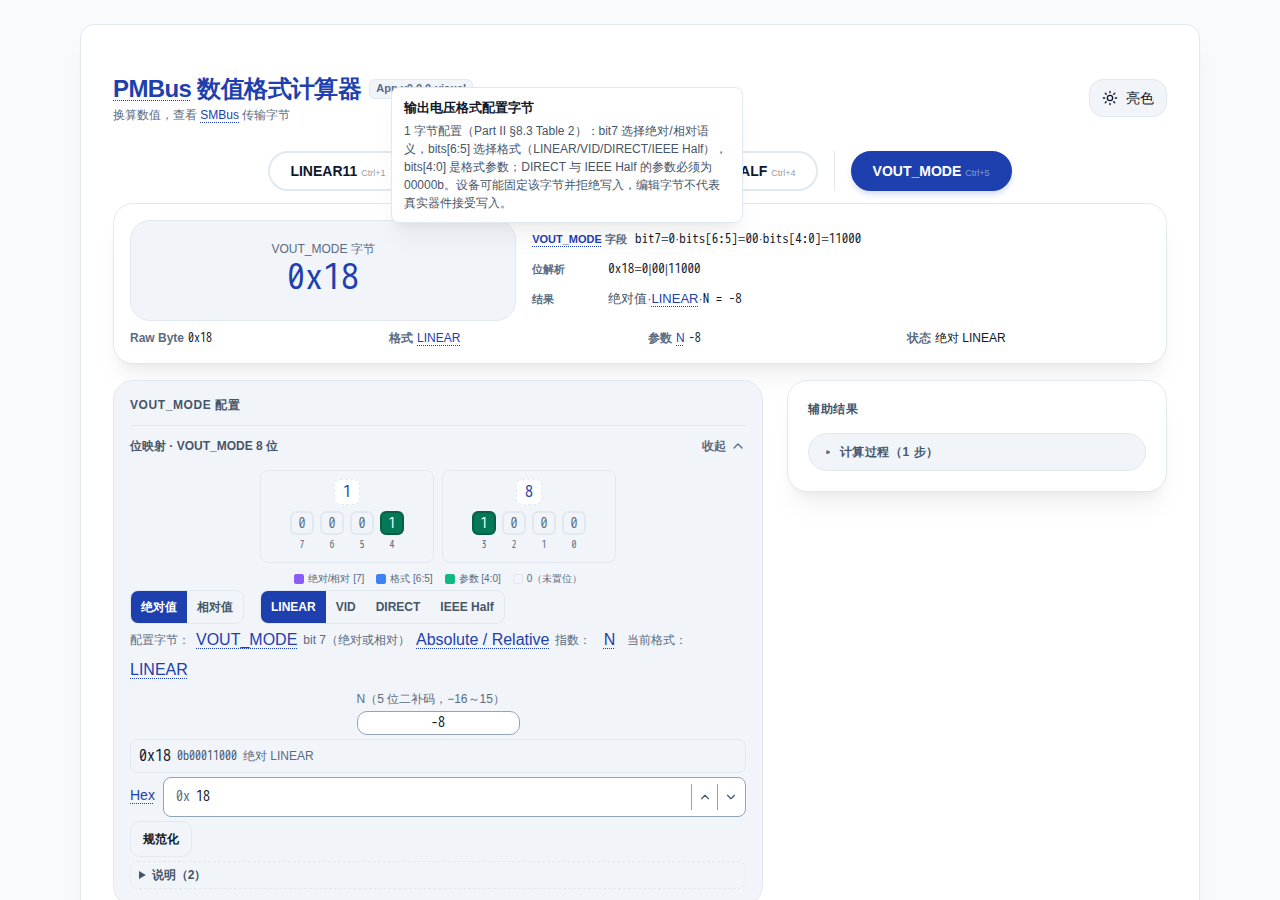 PMBus 数值格式计算器
换算数值，查看 SMBus 传输字节
亮色
输出电压格式配置字节
1 字节配置（Part II §8.3 Table 2）：bit7 选择绝对/相对语
义，bits[6:5] 选择格式（LINEAR/VID/DIRECT/IEEE Half），
bits[4:0] 是格式参数；DIRECT 与 IEEE Half 的参数必须为
00000b。设备可能固定该字节并拒绝写入，编辑字节不代表
真实器件接受写入。
LINEAR11 Ctrl+1
ALF Ctrl+4
VOUT_MODE Ctrl+5
VOUT_MODE 字节
0x18
VOUT_MODE 字段 bit7=0·bits[6:5]=00·bits[4:0]=11000
位解析 0x18=0|00|11000
结果 绝对值·LINEAR·N = -8
Raw Byte 0x18 格式 LINEAR 参数 N -8 状态 绝对 LINEAR
VOUT_MODE 配置
位映射 · VOUT_MODE 8 位 收起
1 8
0 0 0 1 1 0 0 0
7 6 5 4 3 2 1 0
绝对/相对 [7] 格式 [6:5] 参数 [4:0] 0（未置位）
绝对值 相对值 LINEAR VID DIRECT IEEE Half
配置字节： VOUT_MODE bit 7（绝对或相对） Absolute / Relative 指数： N 当前格式：
LINEAR
N（5 位二补码，−16～15）
-8
0x18 0b00011000 绝对 LINEAR
Hex 0x 18
规范化
说明（2）
辅助结果
计算过程（1 步）